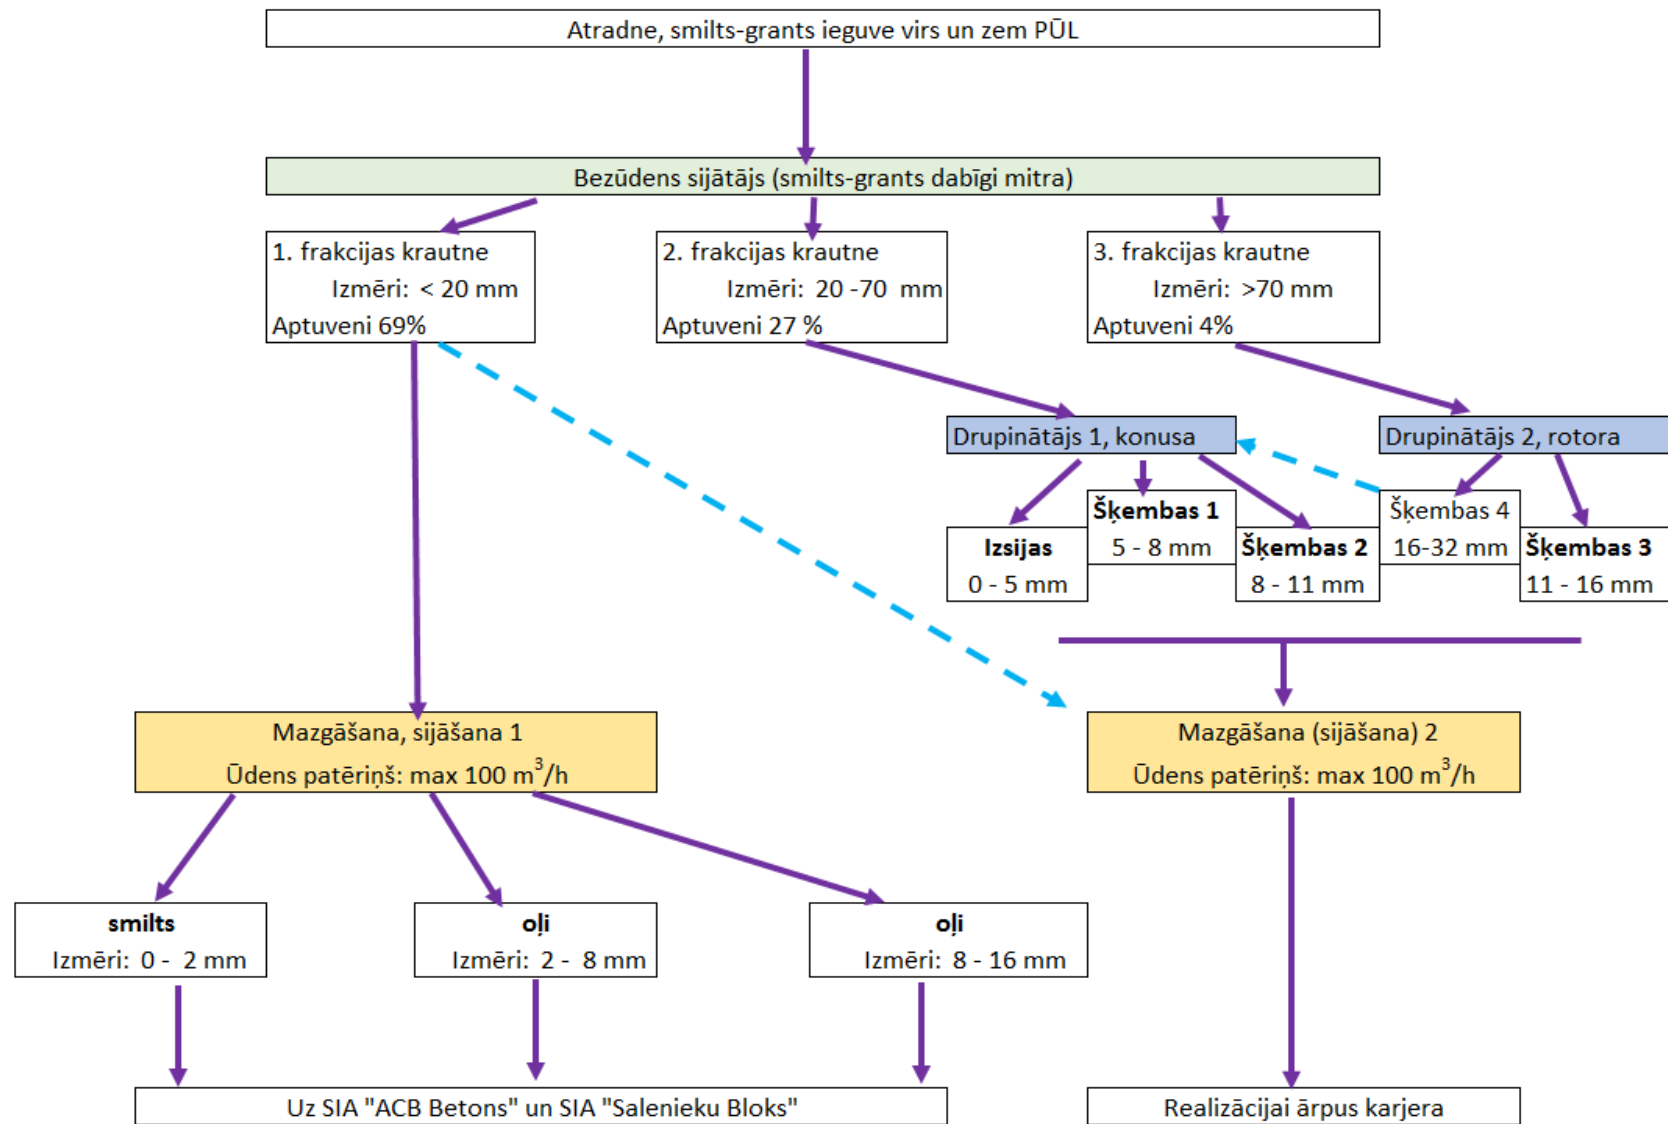 Atradne, smilts-grants ieguve virs un zem PŪL
Bezūdens sijātājs (smilts-grants dabīgi mitra)
1. frakcijas krautne
Izmēri: < 20 mm
Aptuveni 69%
2. frakcijas krautne
Izmēri: 20 -70 mm
Aptuveni 27 %
3. frakcijas krautne
Izmēri: >70 mm
Aptuveni 4%
Drupinātājs 1, konusa
Drupinātājs 2, rotora
Izsijas
0 - 5 mm
Šķembas 1
5 - 8 mm
Šķembas 2
8 - 11 mm
Šķembas 4
16-32 mm
Šķembas 3
11 - 16 mm
Mazgāšana, sijāšana 1
Ūdens patēriņš: max 100 m³/h
Mazgāšana (sijāšana) 2
Ūdens patēriņš: max 100 m³/h
smilts
Izmēri: 0 - 2 mm
oļi
Izmēri: 2 - 8 mm
oļi
Izmēri: 8 - 16 mm
Uz SIA "ACB Betons" un SIA "Salenieku Bloks"
Realizācijai ārpus karjera